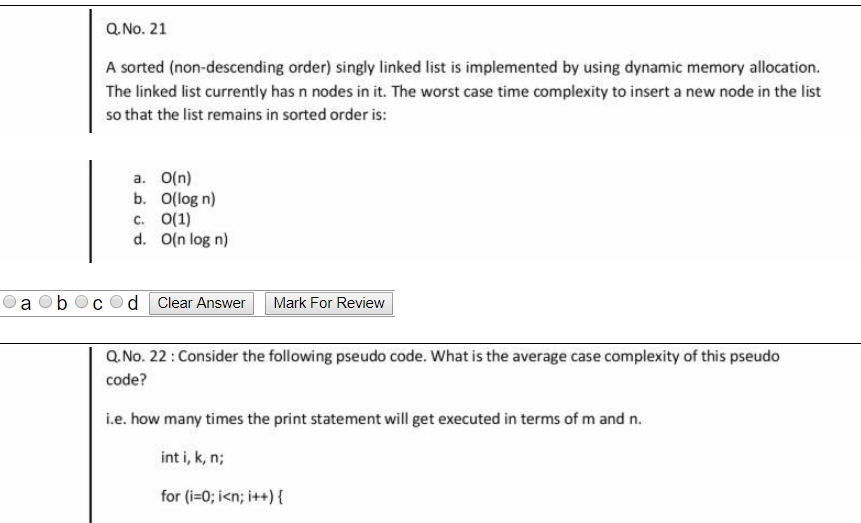 Q.No. 21
A sorted (non-descending order) singly linked list is implemented by using dynamic memory allocation.
The linked list currently has n nodes in it. The worst case time complexity to insert a new node in the list
so that the list remains in sorted order is:
a. O(n)
b. O(log n)
c. O(1)
d. O(n log n)
a b c d Clear Answer Mark For Review
Q.No. 22 : Consider the following pseudo code. What is the average case complexity of this pseudo
code?
i.e. how many times the print statement will get executed in terms of m and n.
int i, k, n;
for (i=0; i<n; i++) {